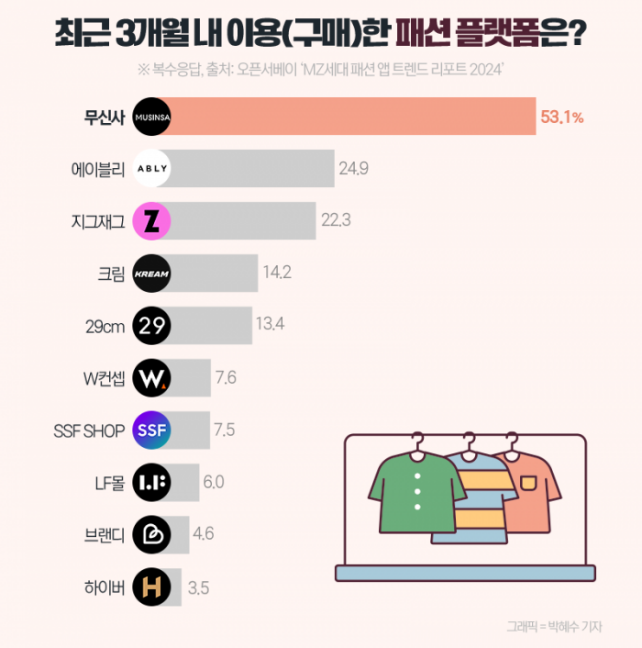 최근 3개월 내 이용(구매)한 패션 플랫폼은?
※ 복수응답, 출처: 오픈서베이 ‘MZ세대 패션 앱 트렌드 리포트 2024’
무신사 MUSINSA 53.1%
에이블리 ABLY 24.9
지그재그 Z 22.3
크림 KREAM 14.2
29cm 29 13.4
W컨셉 W. 7.6
SSF SHOP SSF 7.5
LF몰 LF 6.0
브랜디 4.6
하이버 H 3.5
그래픽 = 박혜수 기자